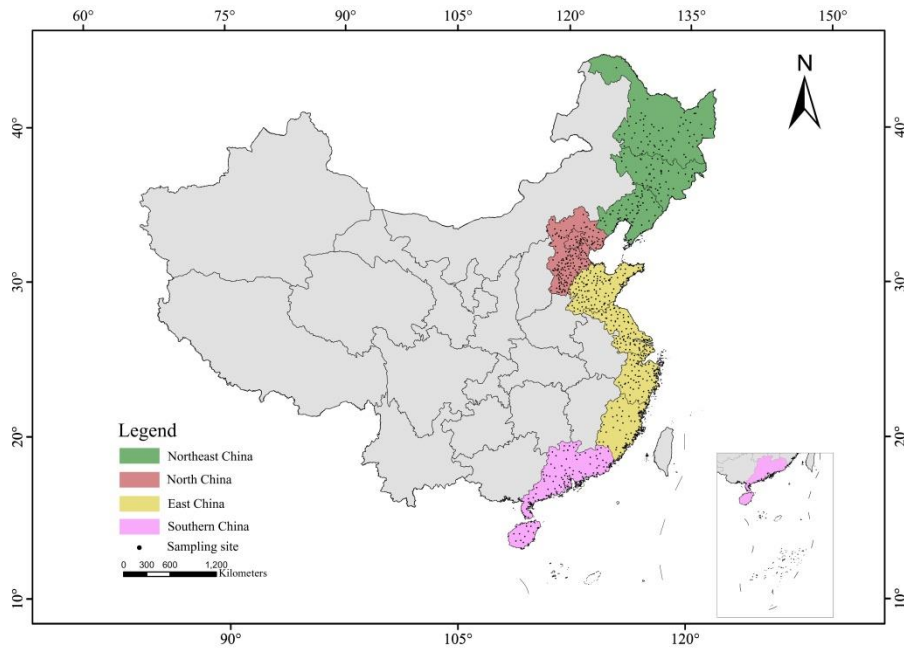 60° 75° 90° 105° 120° 135° 150°
N
40° 40°
30° 30°
20° 20°
10° 10°
Legend
Northeast China
North China
East China
Southern China
Sampling site
0 300 600 1,200
Kilometers
90° 105° 120°